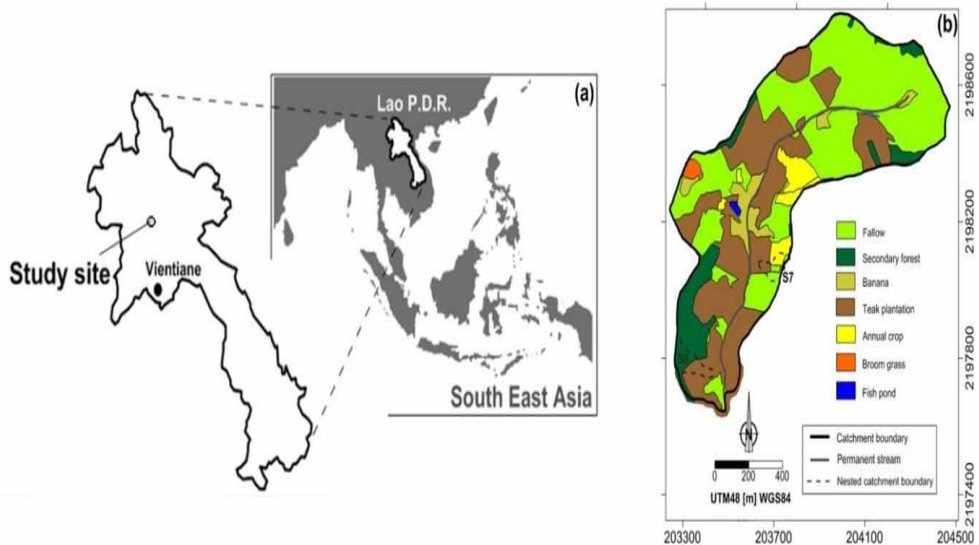 (a)
Lao P.D.R.
Study site
Vientiane
South East Asia
(b)
2198600
2198200
2197800
2197400
S7
Fallow
Secondary forest
Banana
Teak plantation
Annual crop
Broom grass
Fish pond
N
0 200 400
UTM48 [m] WGS84
Catchment boundary
Permanent stream
Nested catchment boundary
203300 203700 204100 204500